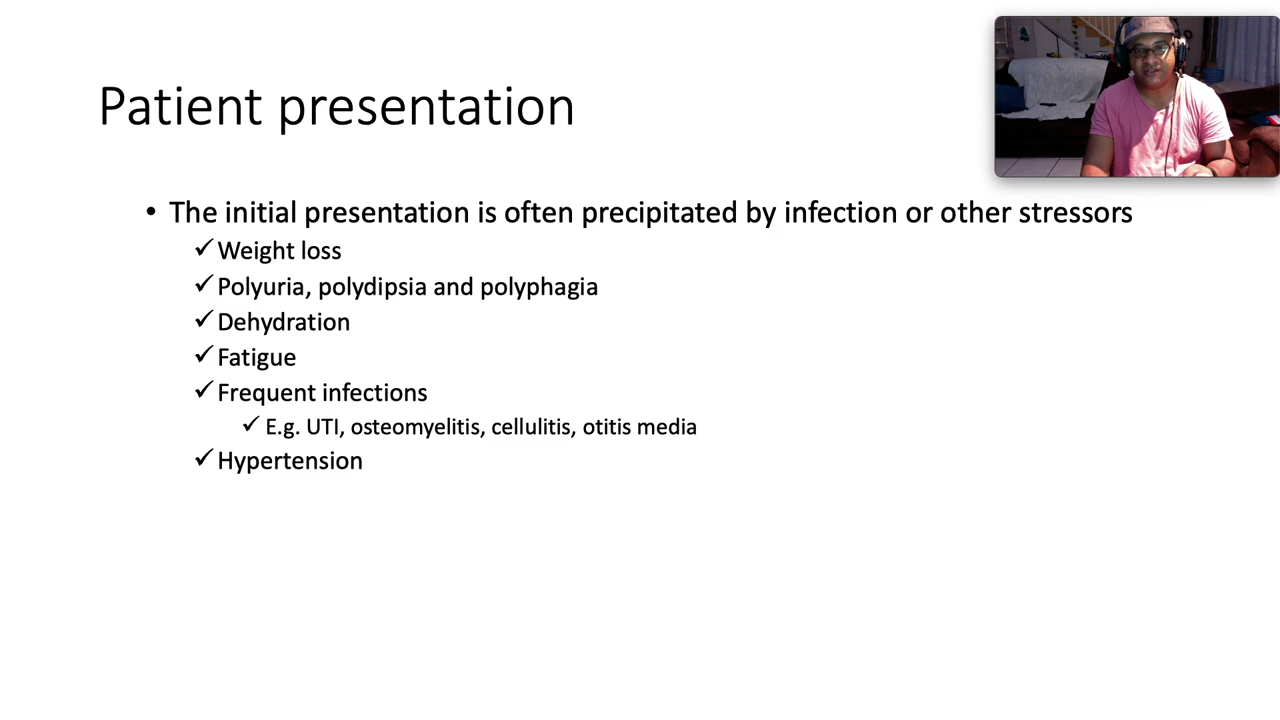 Patient presentation
• The initial presentation is often precipitated by infection or other stressors
✓ Weight loss
✓ Polyuria, polydipsia and polyphagia
✓ Dehydration
✓ Fatigue
✓ Frequent infections
✓ E.g. UTI, osteomyelitis, cellulitis, otitis media
✓ Hypertension